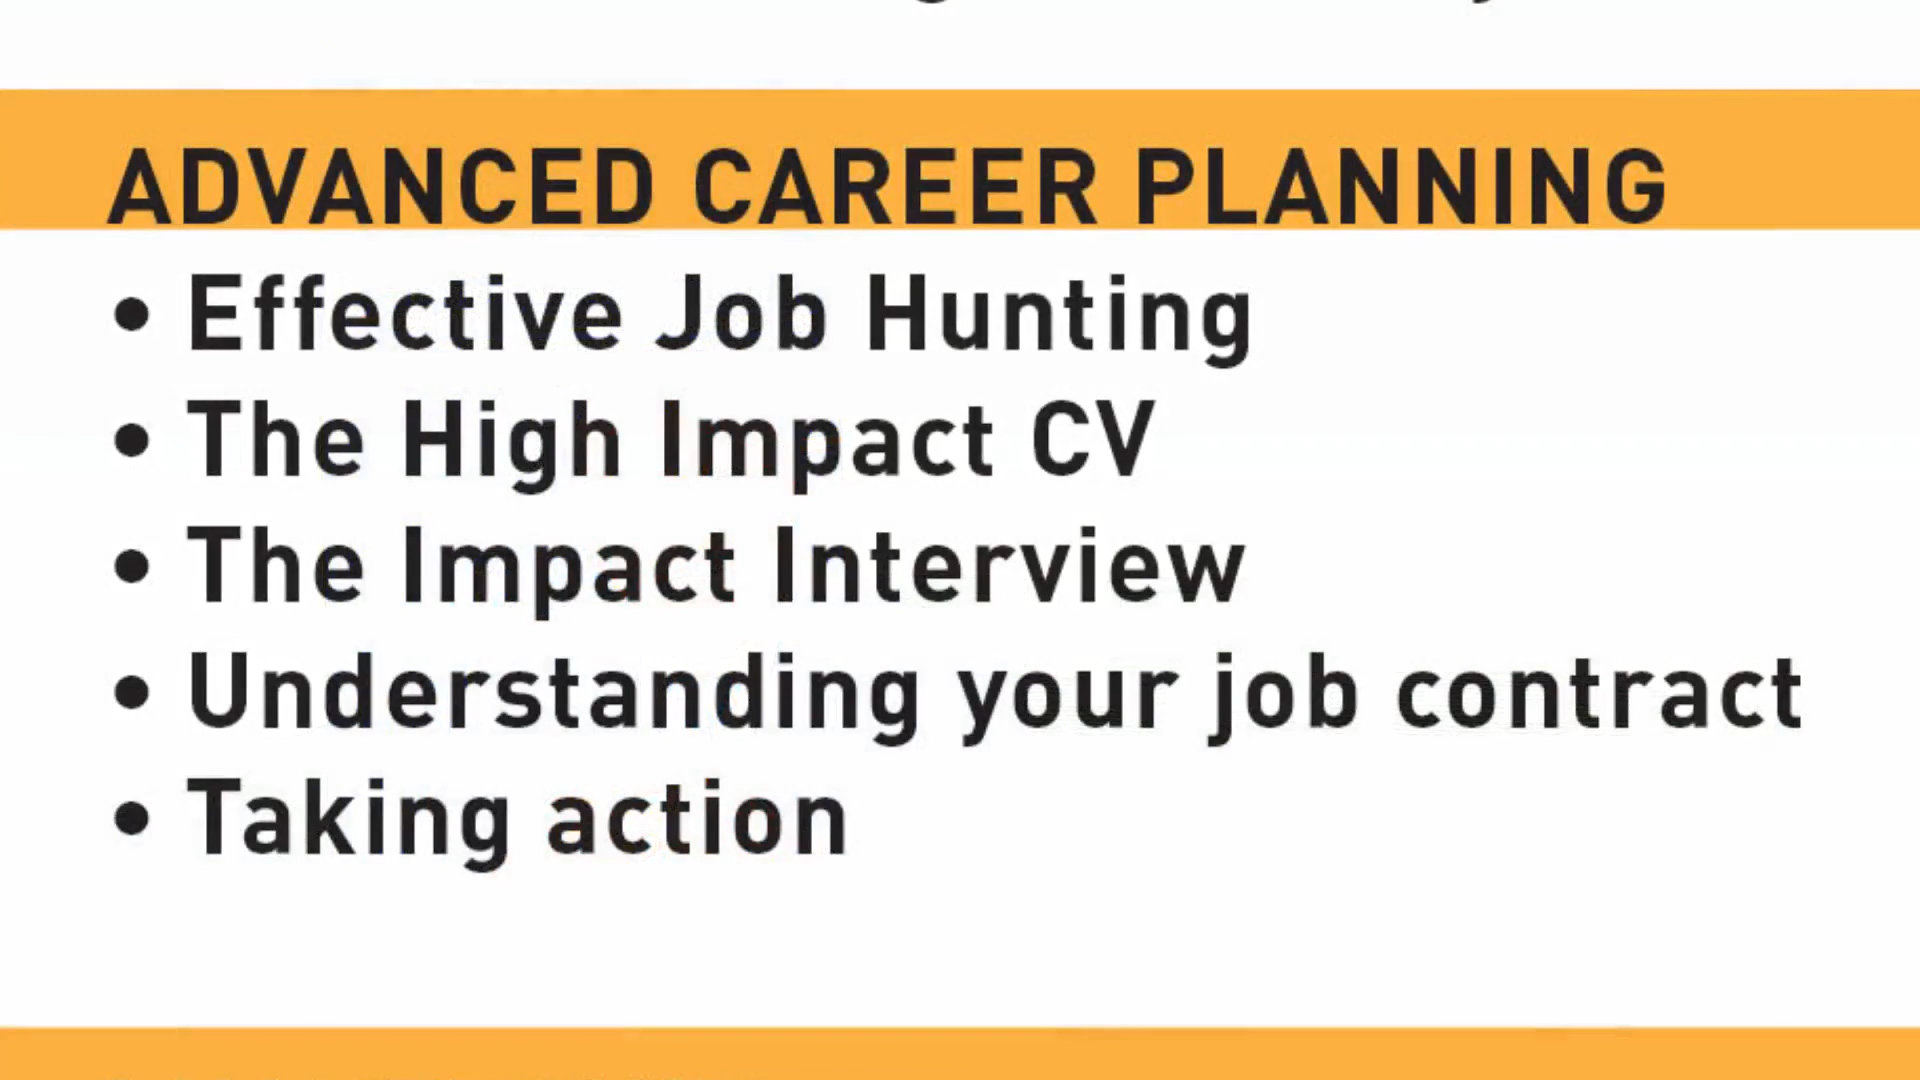 ADVANCED CAREER PLANNING
• Effective Job Hunting
• The High Impact CV
• The Impact Interview
• Understanding your job contract
• Taking action